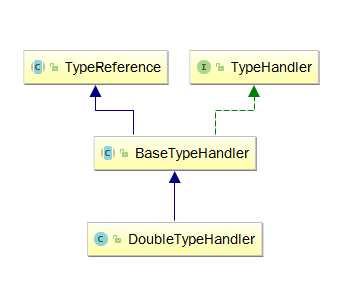 C TypeReference
I TypeHandler
C BaseTypeHandler
C DoubleTypeHandler